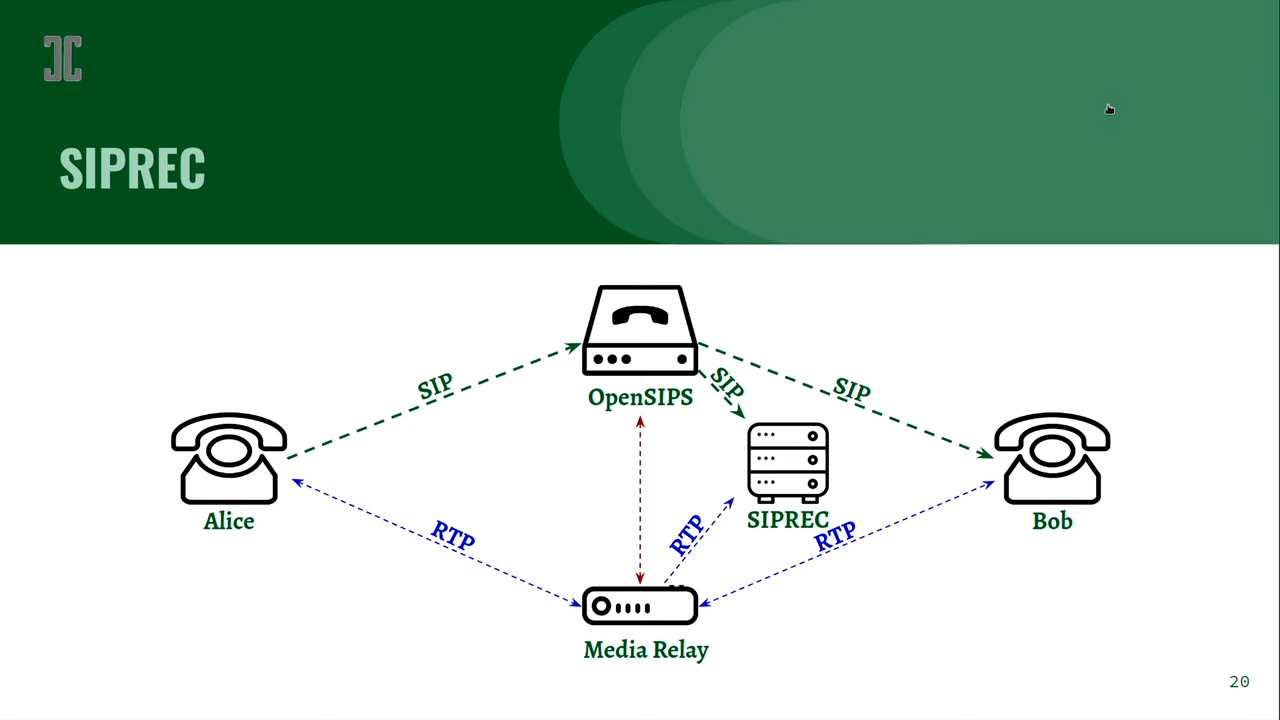 SIPREC
SIP
OpenSIPS
SIP
SIP
Alice
RTP
RTP
SIPREC
RTP
Bob
Media Relay
20